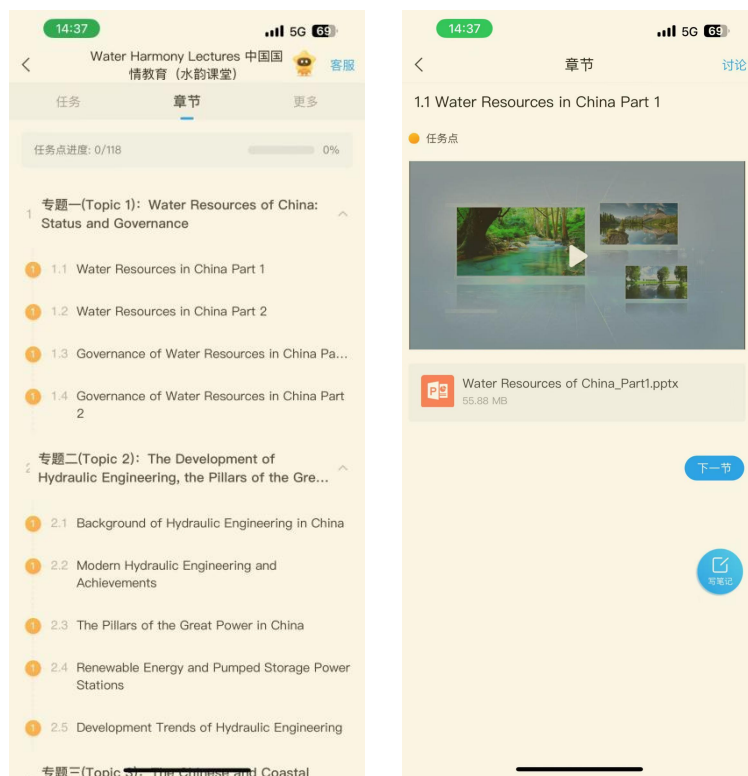 14:37
5G 69
Water Harmony Lectures 中国国
情教育（水韵课堂）
客服
任务
章节
更多
任务点进度: 0/118
0%
1
专题一(Topic 1)：Water Resources of China:
Status and Governance
1 1.1 Water Resources in China Part 1
1 1.2 Water Resources in China Part 2
1 1.3 Governance of Water Resources in China Pa...
1 1.4 Governance of Water Resources in China Part
2
2
专题二(Topic 2)：The Development of
Hydraulic Engineering, the Pillars of the Gre...
1 2.1 Background of Hydraulic Engineering in China
1 2.2 Modern Hydraulic Engineering and
Achievements
1 2.3 The Pillars of the Great Power in China
1 2.4 Renewable Energy and Pumped Storage Power
Stations
1 2.5 Development Trends of Hydraulic Engineering
专题三(Topic 3)：The Chinese and Coastal
14:37
5G 69
章节
讨论
1.1 Water Resources in China Part 1
任务点
P
Water Resources of China_Part1.pptx
55.88 MB
下一节
写笔记